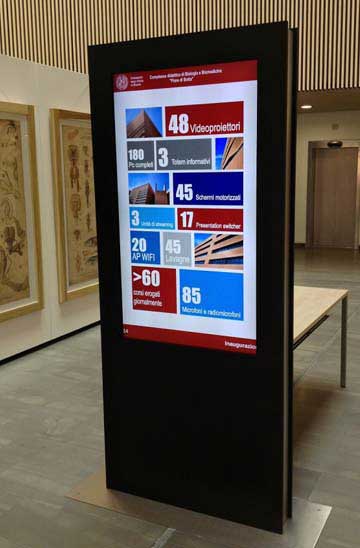 Complesso didattico di Biologia e Biomedicina
"Fiore di Botta"
48 Videoproiettori
180
Pc completi
3 Totem informativi
45
Schermi motorizzati
3
Unità di streaming
17
Presentation switcher
20
AP WIFI
45
Lavagne
>60
corsi erogati
giornalmente
85
Microfoni e radiomicrofoni
Inaugurazio